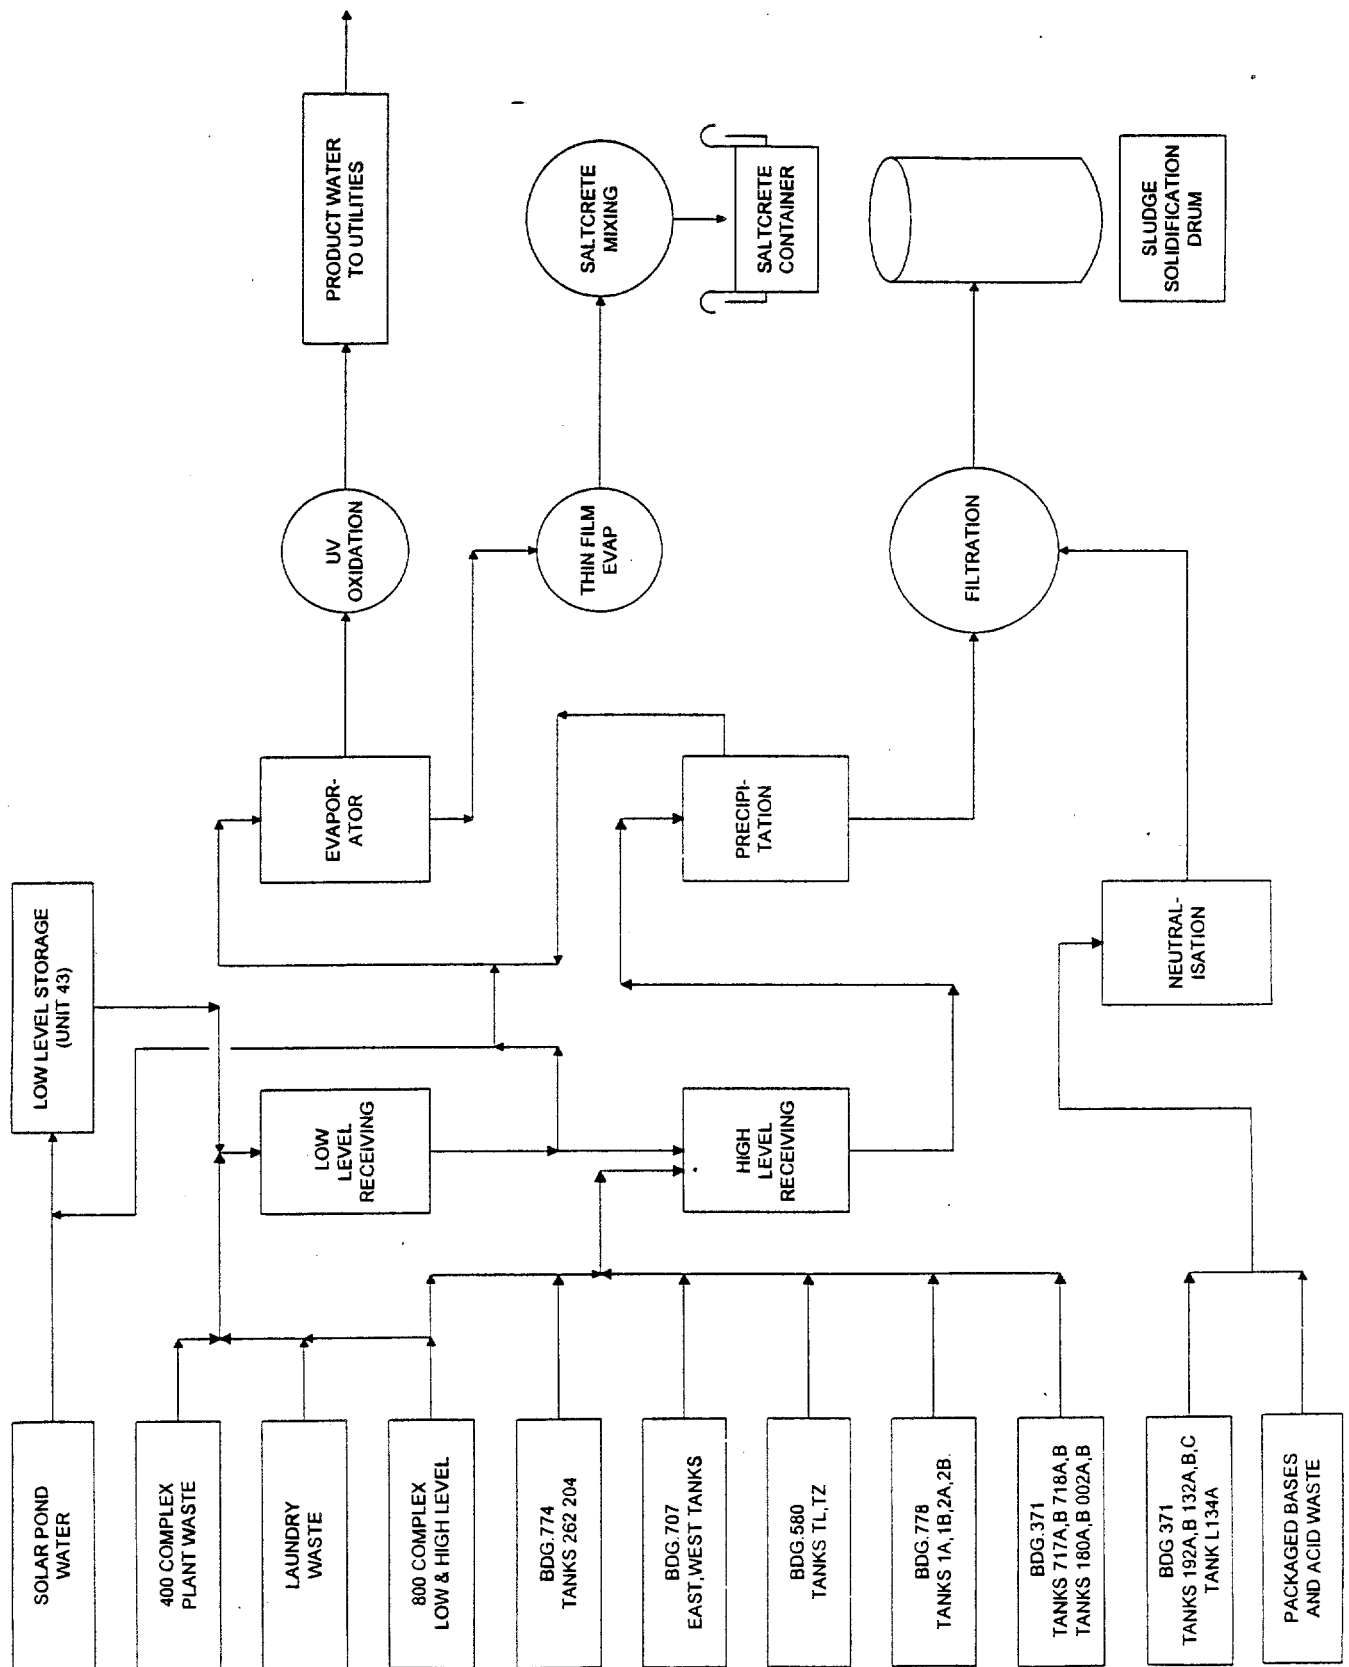 SOLAR POND
WATER
400 COMPLEX
PLANT WASTE
LAUNDRY
WASTE
800 COMPLEX
LOW & HIGH LEVEL
BDG.774
TANKS 262 204
BDG.707
EAST,WEST TANKS
BDG.580
TANKS TL,TZ
BDG.778
TANKS 1A,1B,2A,2B.
BDG.371
TANKS 717A,B 718A,B
TANKS 180A,B 002A,B
BDG 371
TANKS 192A,B 132A,B,C
TANK L134A
PACKAGED BASES
AND ACID WASTE
LOW LEVEL STORAGE
(UNIT 43)
LOW
LEVEL
RECEIVING
HIGH
LEVEL
RECEIVING
EVAPOR-
ATOR
PRECIPI-
TATION
NEUTRAL-
ISATION
UV
OXIDATION
THIN FILM
EVAP
FILTRATION
PRODUCT WATER
TO UTILITIES
SALTCRETE
MIXING
SALTCRETE
CONTAINER
SLUDGE
SOLIDIFICATION
DRUM